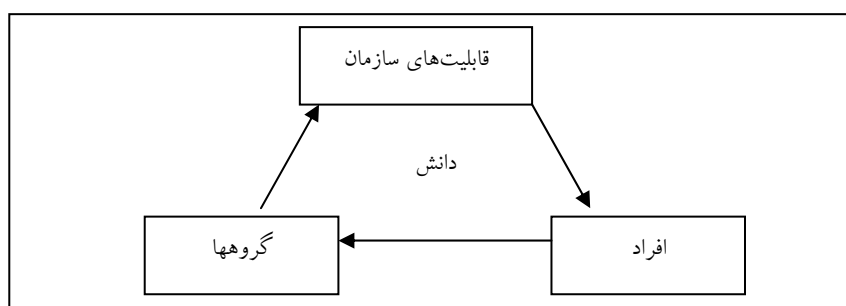 قابلیت‌های سازمان
دانش
افراد
گروهها